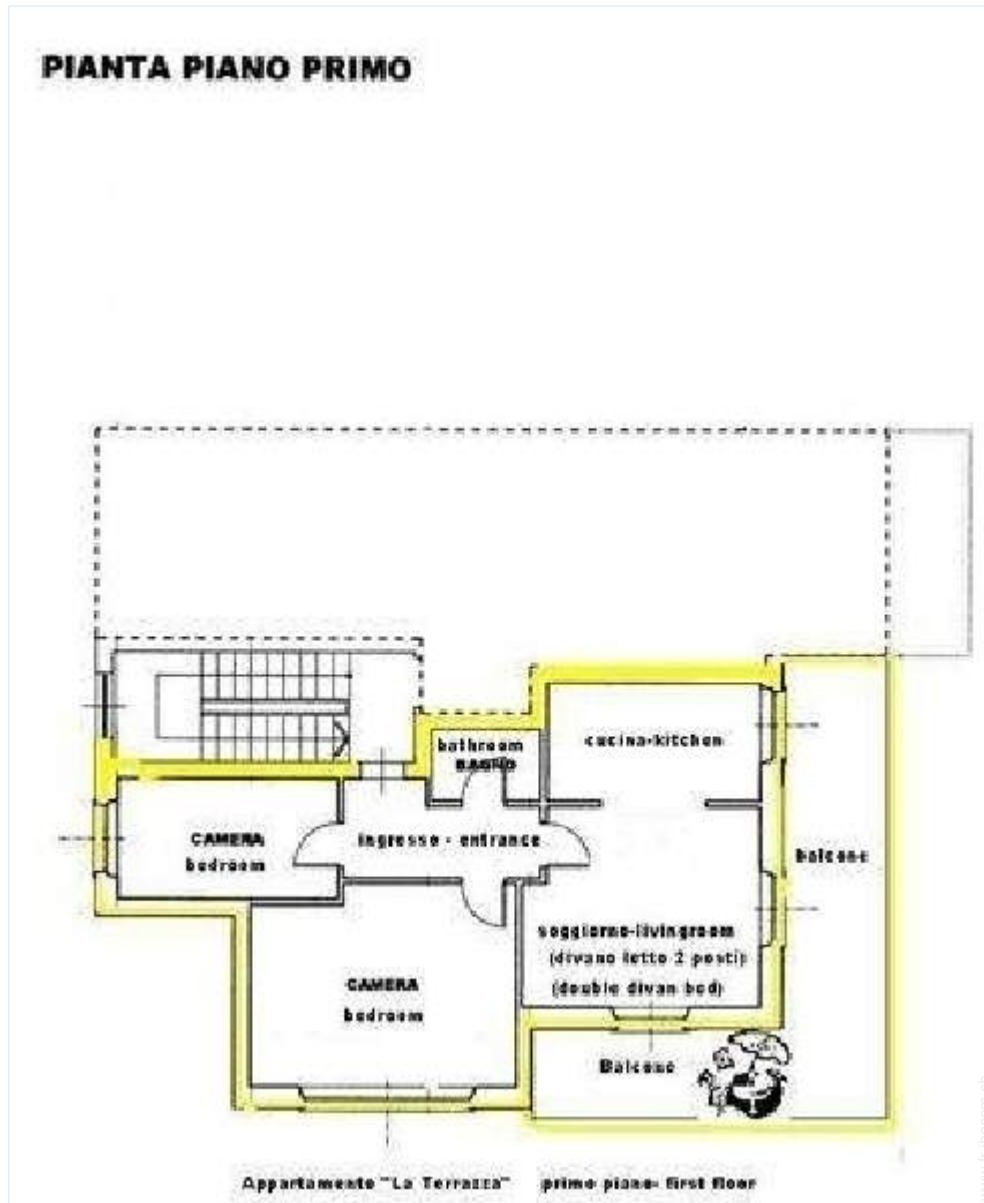 PIANTA PIANO PRIMO
bathroom
BAGNO
cucina-kitchen
CAMERA
bedroom
ingresso - entrance
balcone
soggiorno-livingroom
(divano letto 2 posti)
(double divan bed)
CAMERA
bedroom
Balcone
Appartamento "La Terrazza" primo piano- first floor